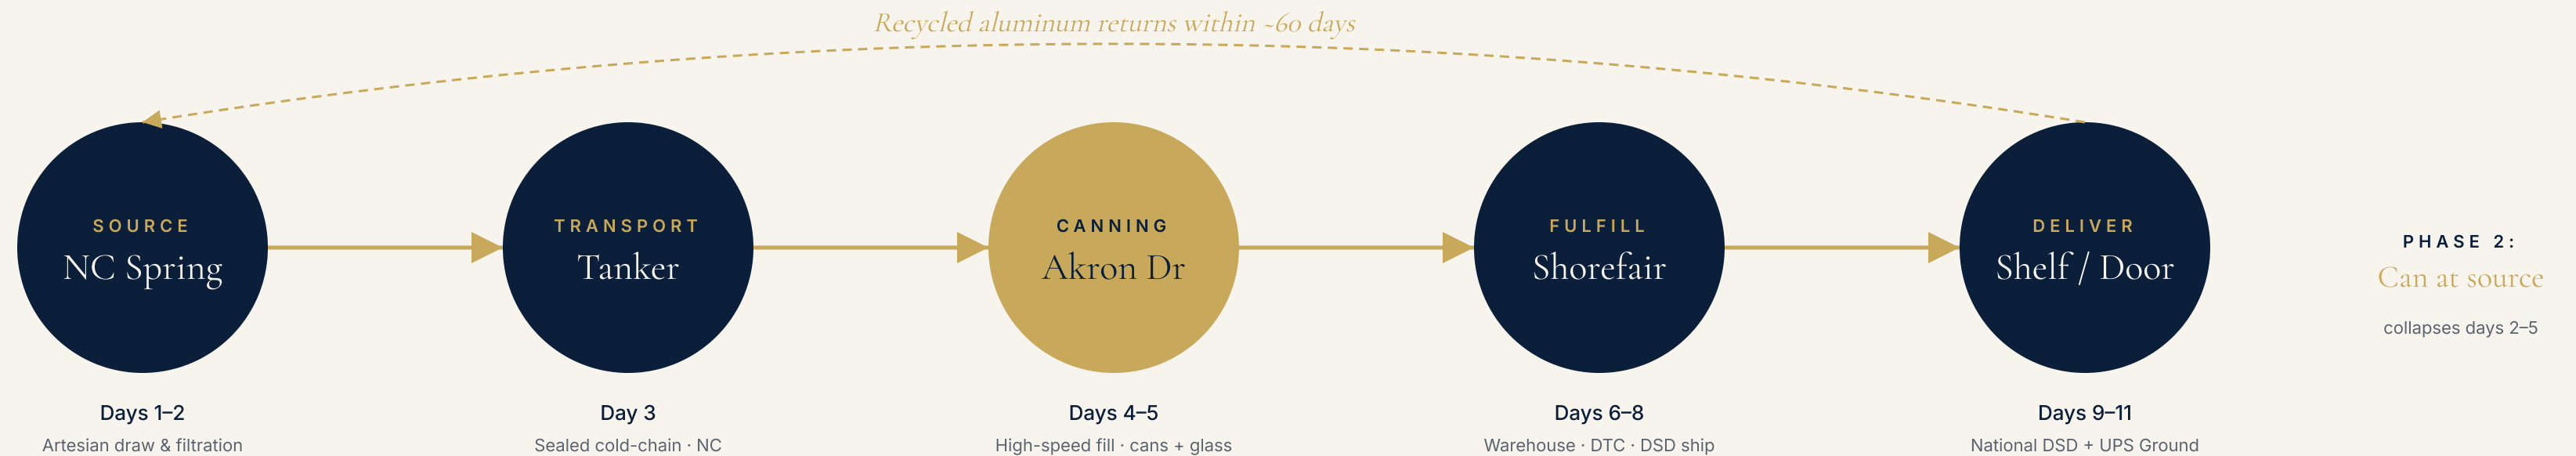 Recycled aluminum returns within ~60 days
SOURCE
NC Spring
Days 1–2
Artesian draw & filtration
TRANSPORT
Tanker
Day 3
Sealed cold-chain · NC
CANNING
Akron Dr
Days 4–5
High-speed fill · cans + glass
FULFILL
Shorefair
Days 6–8
Warehouse · DTC · DSD ship
DELIVER
Shelf / Door
Days 9–11
National DSD + UPS Ground
PHASE 2:
Can at source
collapses days 2–5